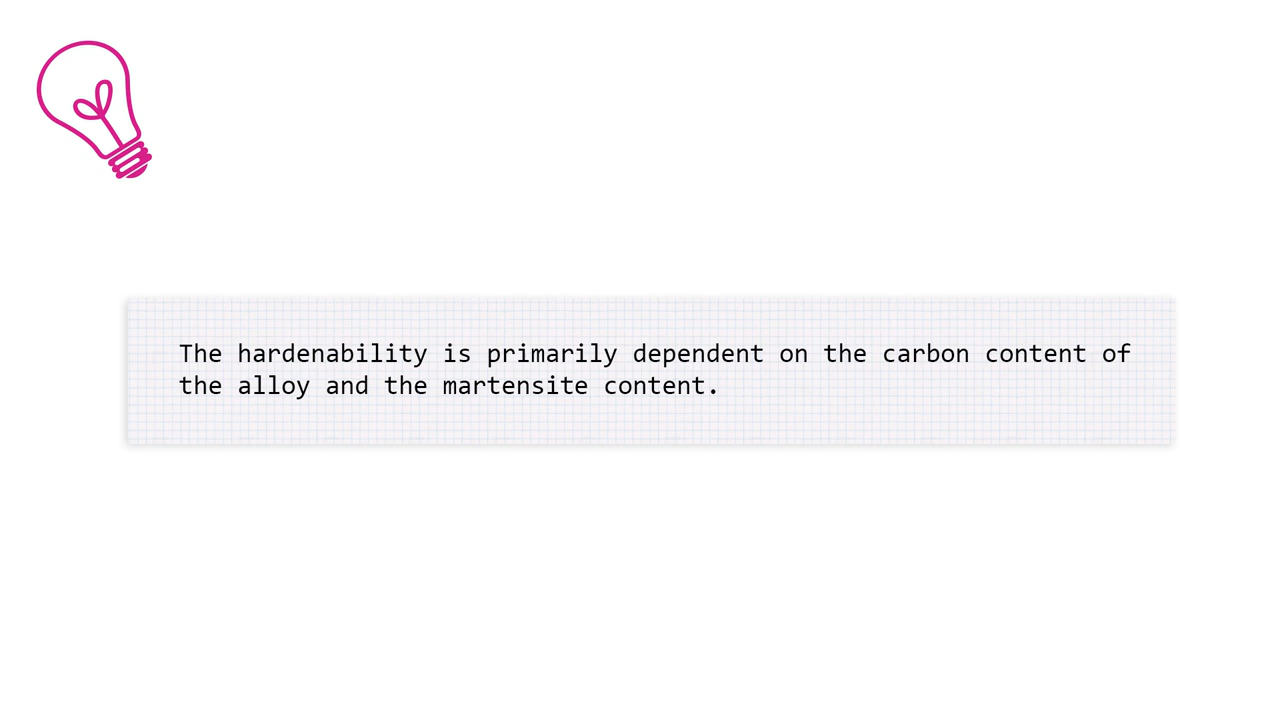 The hardenability is primarily dependent on the carbon content of
the alloy and the martensite content.